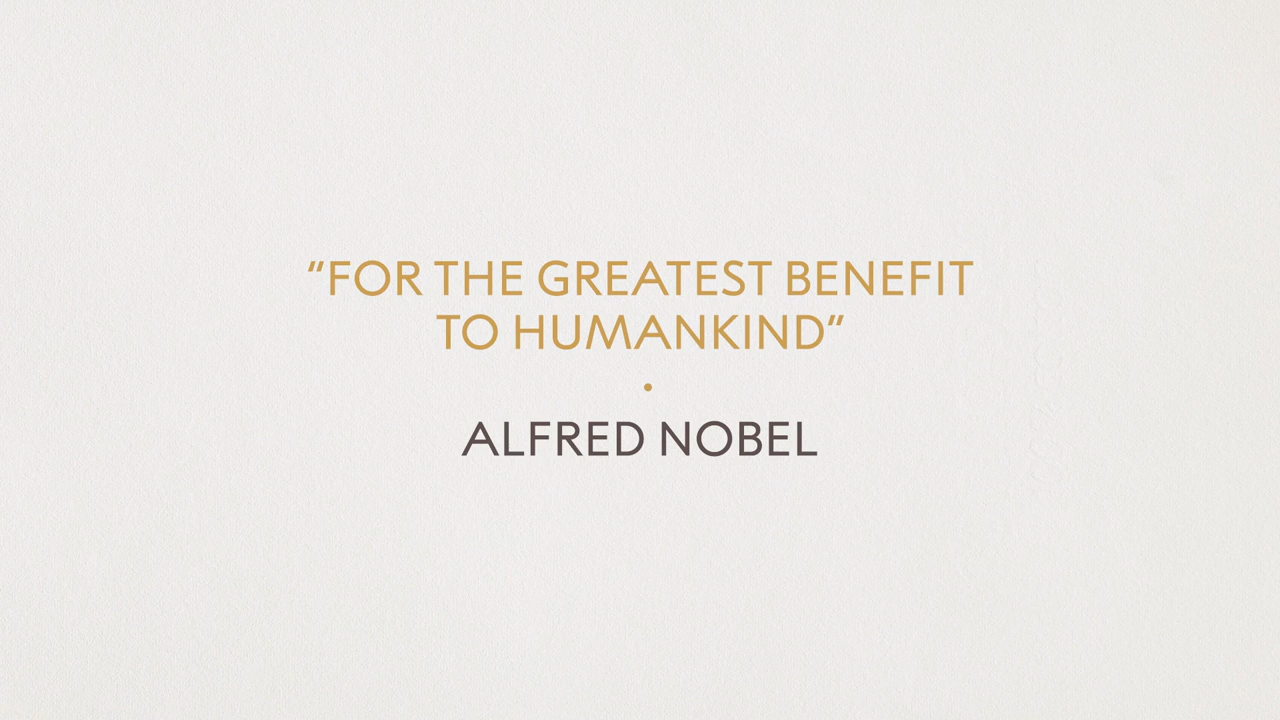 “FOR THE GREATEST BENEFIT
TO HUMANKIND”
•
ALFRED NOBEL